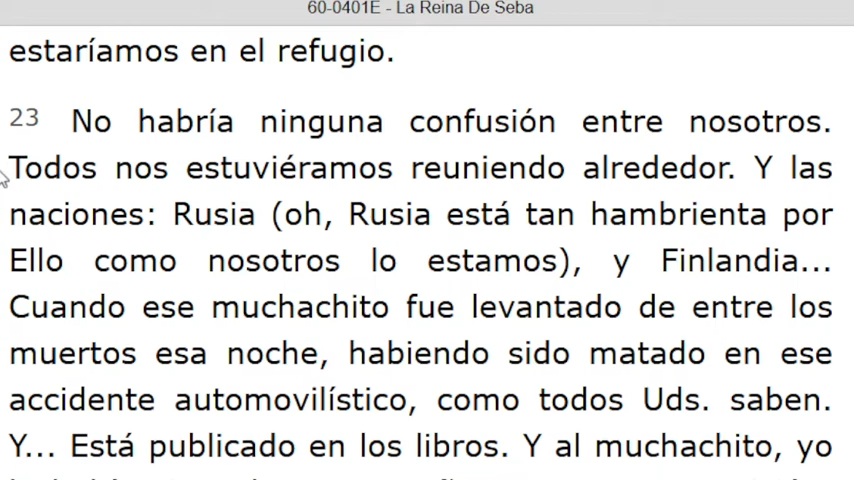 60-0401E - La Reina De Seba
estaríamos en el refugio.
23 No habría ninguna confusión entre nosotros.
Todos nos estuviéramos reuniendo alrededor. Y las
naciones: Rusia (oh, Rusia está tan hambrienta por
Ello como nosotros lo estamos), y Finlandia...
Cuando ese muchachito fue levantado de entre los
muertos esa noche, habiendo sido matado en ese
accidente automovilístico, como todos Uds. saben.
Y... Está publicado en los libros. Y al muchachito, yo